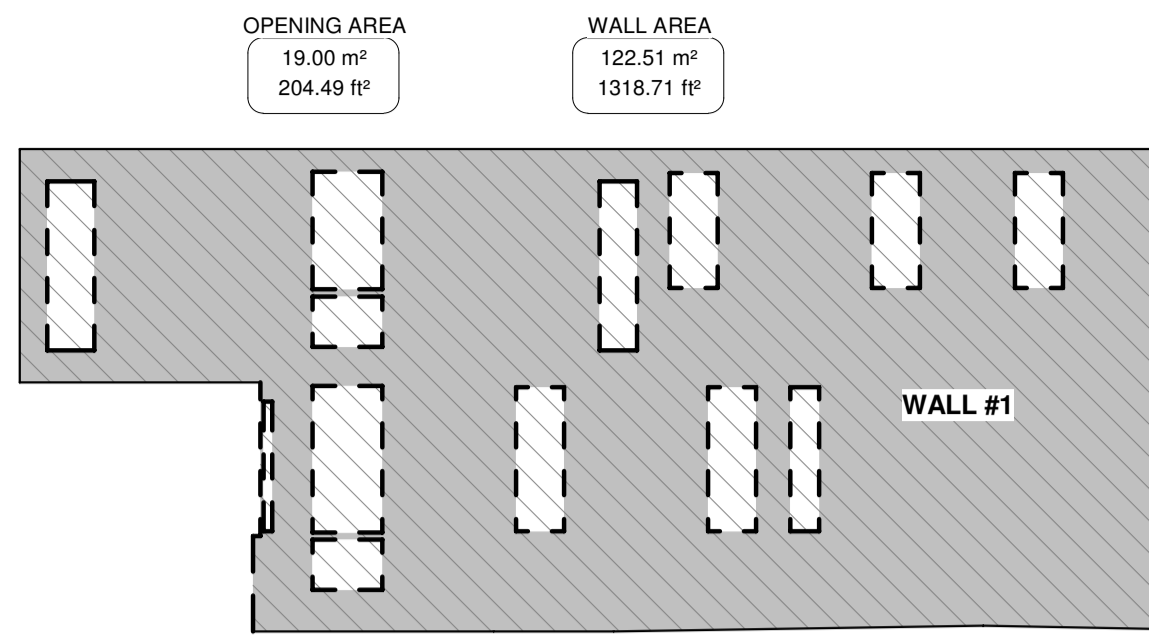 OPENING AREA
19.00 m²
204.49 ft²
WALL AREA
122.51 m²
1318.71 ft²
WALL #1